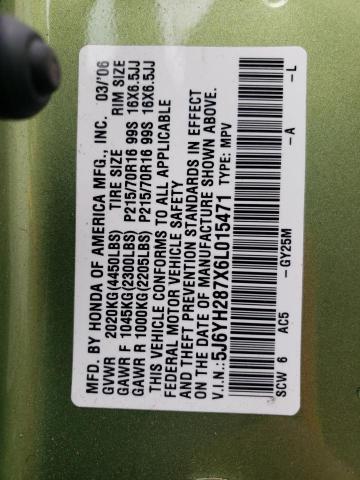 MFD. BY HONDA OF AMERICA MFG., INC. 03/'06
GVWR 2020KG(4450LBS) TIRE SIZE RIM SIZE
GAWR F 1045KG(2300LBS) P215/70R16 99S 16X6.5JJ
GAWR R 1000KG(2205LBS) P215/70R16 99S 16X6.5JJ
THIS VEHICLE CONFORMS TO ALL APPLICABLE
FEDERAL MOTOR VEHICLE SAFETY
AND THEFT PREVENTION STANDARDS IN EFFECT
ON THE DATE OF MANUFACTURE SHOWN ABOVE.
V.I.N.: 5J6YH287X6L015471 TYPE: MPV
-GY25M -A -L
SCW 6 AC5